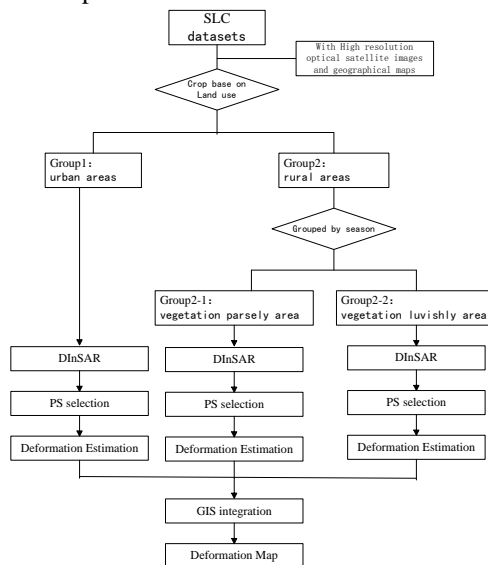 SLC
datasets
With High resolution
optical satellite images
and geographical maps
Crop base on
Land use
Group1:
urban areas
Group2:
rural areas
Grouped by season
Group2-1:
vegetation parsely area
Group2-2:
vegetation luvishly area
DInSAR
DInSAR
DInSAR
PS selection
PS selection
PS selection
Deformation Estimation
Deformation Estimation
Deformation Estimation
GIS integration
Deformation Map